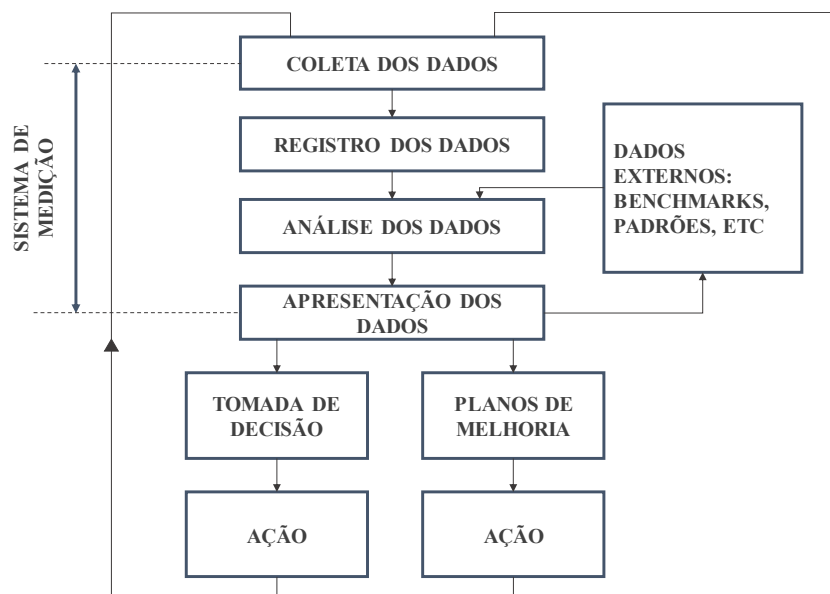 COLETA DOS DADOS
REGISTRO DOS DADOS
ANÁLISE DOS DADOS
APRESENTAÇÃO DOS
DADOS
DADOS
EXTERNOS:
BENCHMARKS,
PADRÕES, ETC
SISTEMA DE
MEDIÇÃO
TOMADA DE
DECISÃO
PLANOS DE
MELHORIA
AÇÃO
AÇÃO